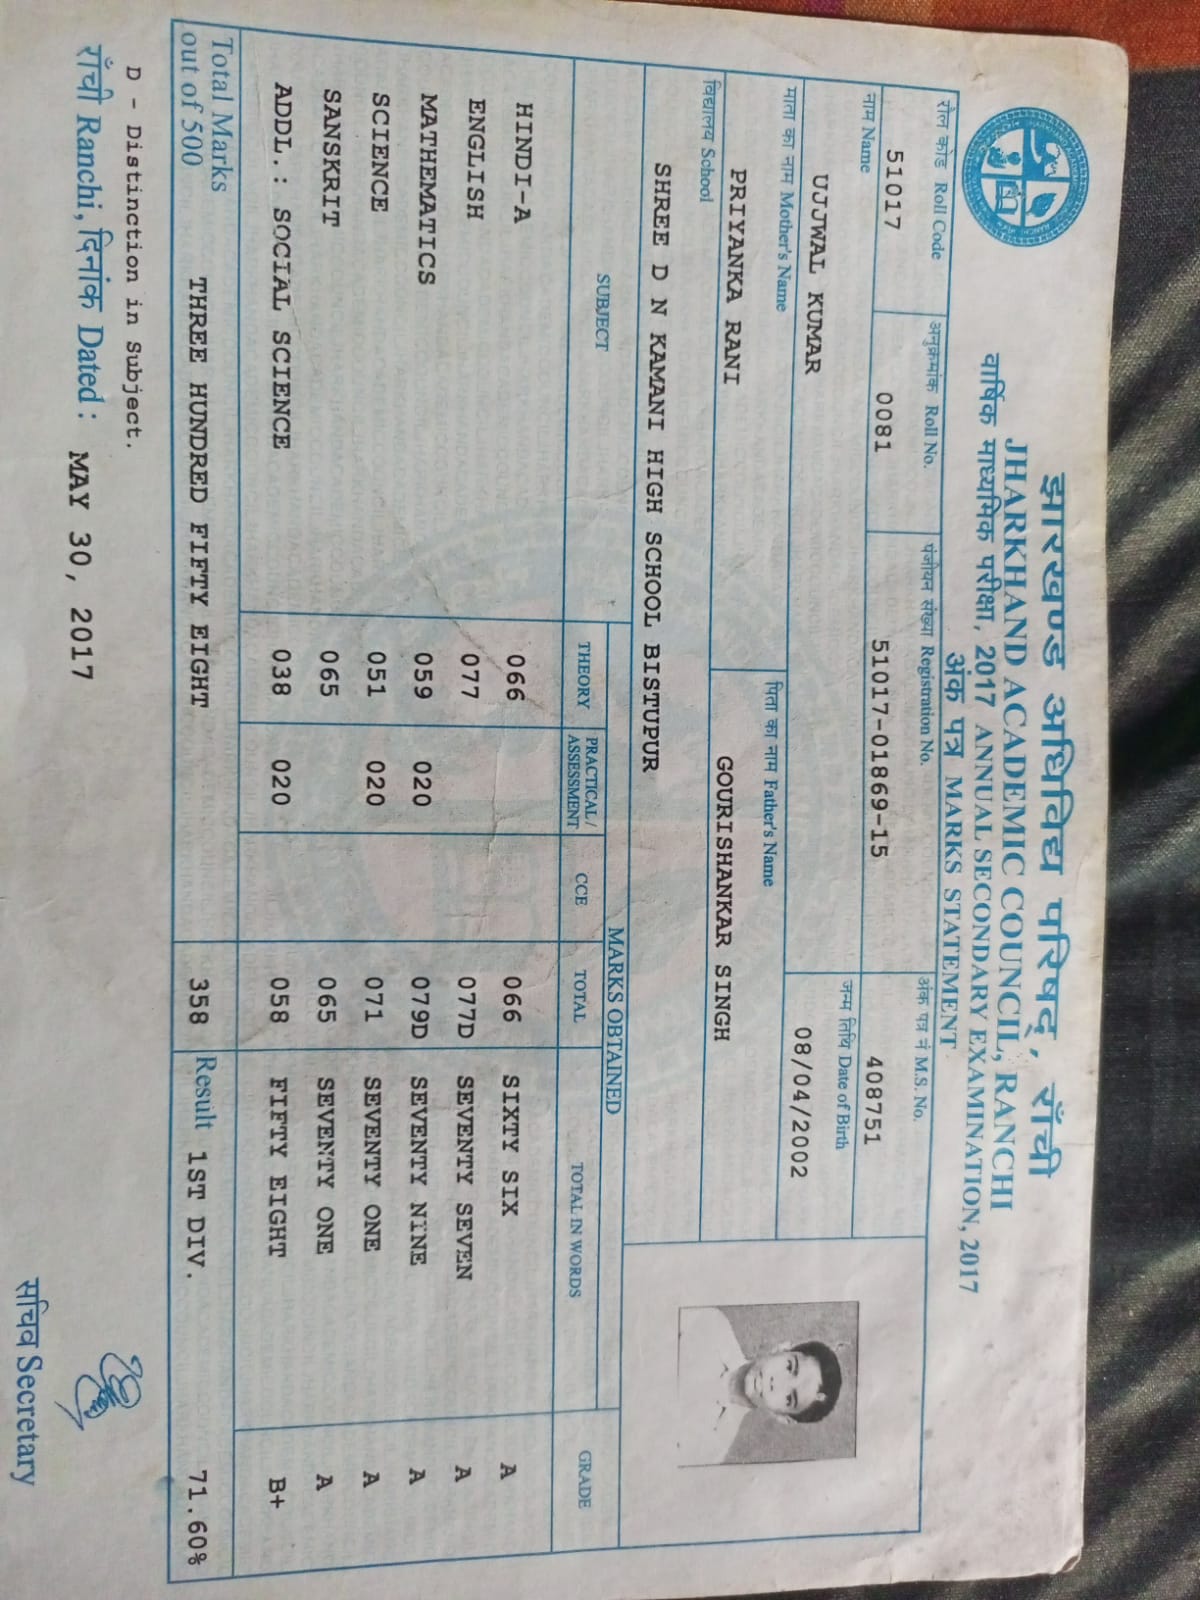 झारखण्ड अधिविद्य परिषद्, राँची
JHARKHAND ACADEMIC COUNCIL, RANCHI
वार्षिक माध्यमिक परीक्षा, 2017 ANNUAL SECONDARY EXAMINATION, 2017
अंक पत्र MARKS STATEMENT
रौल कोड Roll Code अनुक्रमांक Roll No. पंजीयन संख्या Registration No. अंक पत्र नं M.S. No.
51017 0081 51017-01869-15 408751
नाम Name जन्म तिथि Date of Birth
UJJWAL KUMAR 08/04/2002
माता का नाम Mother's Name पिता का नाम Father's Name
PRIYANKA RANI GOURISHANKAR SINGH
विद्यालय School
SHREE D N KAMANI HIGH SCHOOL BISTUPUR
SUBJECT MARKS OBTAINED GRADE
THEORY PRACTICAL/ ASSESSMENT CCE TOTAL TOTAL IN WORDS
HINDI-A 066 066 SIXTY SIX A
ENGLISH 077 077D SEVENTY SEVEN A
MATHEMATICS 059 020 079D SEVENTY NINE A
SCIENCE 051 020 071 SEVENTY ONE A
SANSKRIT 065 065 SEVENTY ONE A
ADDL.: SOCIAL SCIENCE 038 020 058 FIFTY EIGHT B+
Total Marks
out of 500 THREE HUNDRED FIFTY EIGHT 358 Result 1ST DIV. 71.60%
D - Distinction in Subject.
राँची Ranchi, दिनांक Dated: MAY 30, 2017
सचिव Secretary